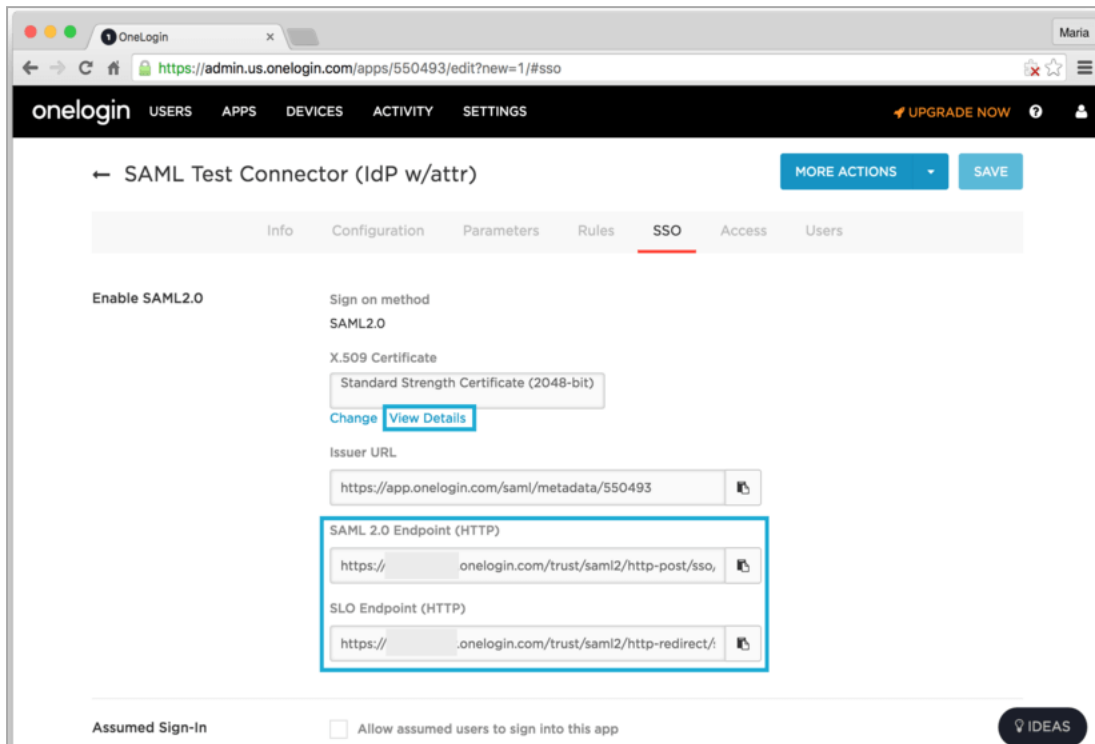 OneLogin
Maria
https://admin.us.onelogin.com/apps/550493/edit?new=1/#sso
onelogin USERS APPS DEVICES ACTIVITY SETTINGS UPGRADE NOW
← SAML Test Connector (IdP w/attr) MORE ACTIONS SAVE
Info Configuration Parameters Rules SSO Access Users
Enable SAML2.0
Sign on method
SAML2.0
X.509 Certificate
Standard Strength Certificate (2048-bit)
Change View Details
Issuer URL
https://app.onelogin.com/saml/metadata/550493
SAML 2.0 Endpoint (HTTP)
https:// .onelogin.com/trust/saml2/http-post/sso/
SLO Endpoint (HTTP)
https:// .onelogin.com/trust/saml2/http-redirect/
Assumed Sign-In
Allow assumed users to sign into this app
IDEAS